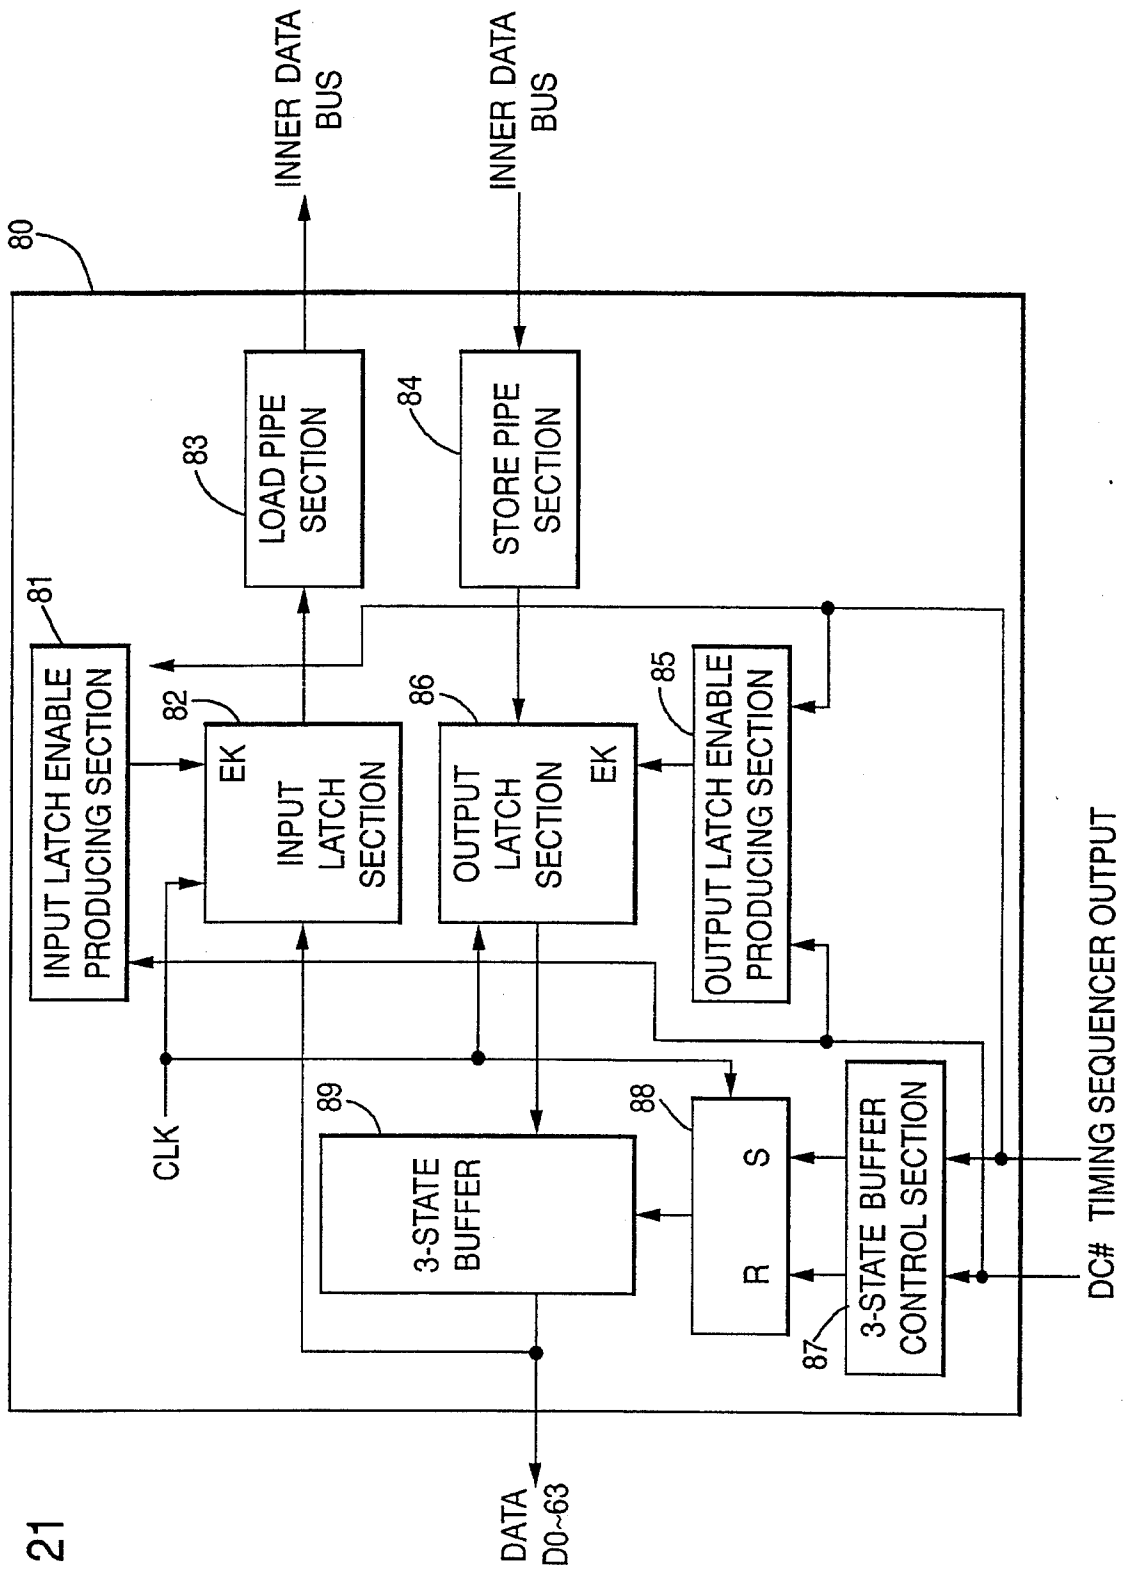 21
80
INPUT LATCH ENABLE
PRODUCING SECTION
81
CLK
EK
INPUT
LATCH
SECTION
82
LOAD PIPE
SECTION
83
INNER DATA
BUS
3-STATE
BUFFER
89
OUTPUT
LATCH
SECTION
EK
86
STORE PIPE
SECTION
84
INNER DATA
BUS
DATA
D0~63
R
S
88
OUTPUT LATCH ENABLE
PRODUCING SECTION
85
3-STATE BUFFER
CONTROL SECTION
87
DC#
TIMING SEQUENCER OUTPUT